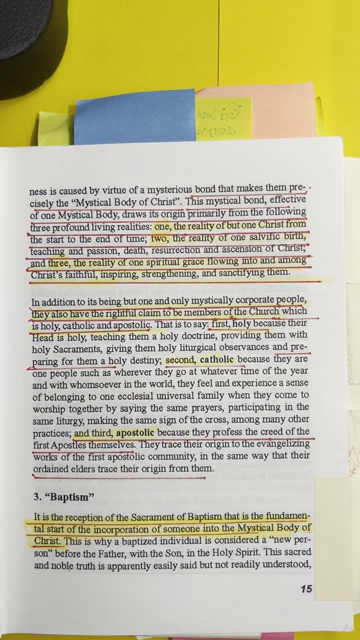 ness is caused by virtue of a mysterious bond that makes them pre-
cisely the “Mystical Body of Christ”. This mystical bond, effective
of one Mystical Body, draws its origin primarily from the following
three profound living realities: one, the reality of but one Christ from
the start to the end of time; two, the reality of one salvific birth,
teaching and passion, death, resurrection and ascension of Christ;
and three, the reality of one spiritual grace flowing into and among
Christ's faithful, inspiring, strengthening, and sanctifying them.
In addition to its being but one and only mystically corporate people,
they also have the rightful claim to be members of the Church which
is holy, catholic and apostolic. That is to say: first, holy because their
Head is holy, teaching them a holy doctrine, providing them with
holy Sacraments, giving them holy liturgical observances and pre-
paring for them a holy destiny; second, catholic because they are
one people such as wherever they go at whatever time of the year
and with whomsoever in the world, they feel and experience a sense
of belonging to one ecclesial universal family when they come to
worship together by saying the same prayers, participating in the
same liturgy, making the same sign of the cross, among many other
practices; and third, apostolic because they profess the creed of the
first Apostles themselves. They trace their origin to the evangelizing
works of the first apostolic community, in the same way that their
ordained elders trace their origin from them.
3. “Baptism”
It is the reception of the Sacrament of Baptism that is the fundamen-
tal start of the incorporation of someone into the Mystical Body of
Christ. This is why a baptized individual is considered a “new per-
son” before the Father, with the Son, in the Holy Spirit. This sacred
and noble truth is apparently easily said but not readily understood,
15